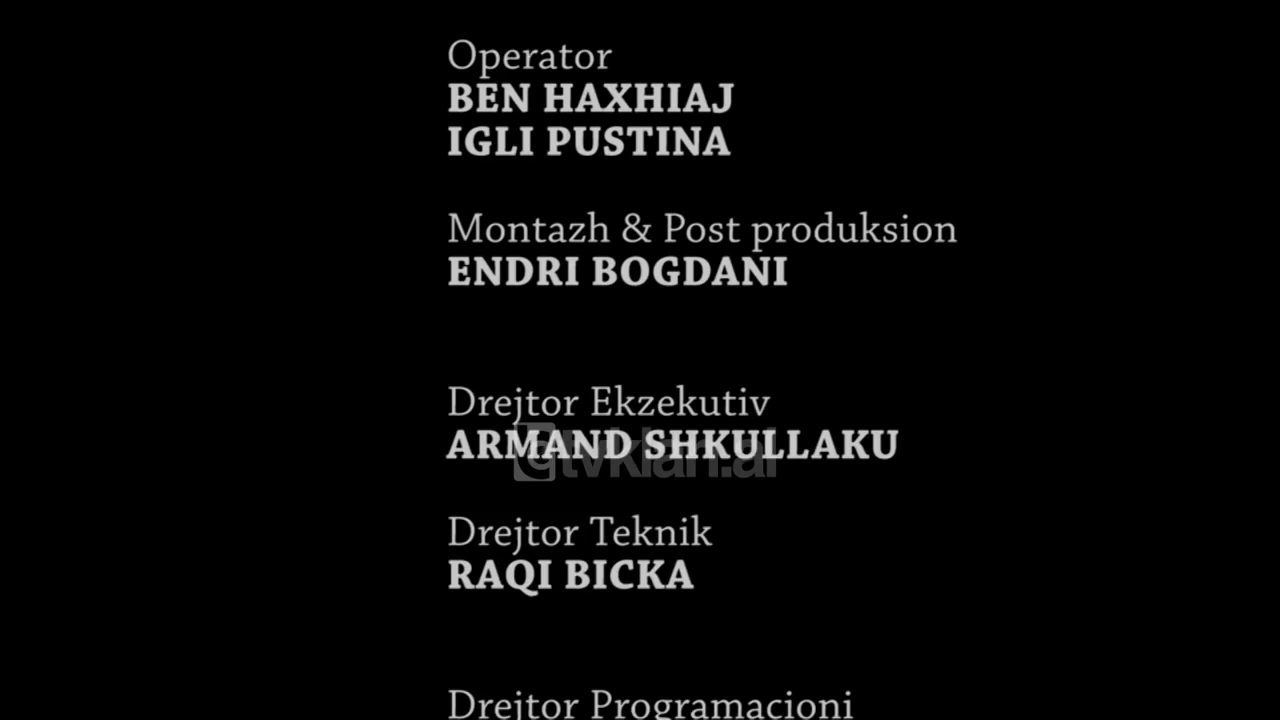 Operator
BEN HAXHIAJ
IGLI PUSTINA
Montazh & Post produksion
ENDRI BOGDANI
Drejtor Ekzekutiv
ARMAND SHKULLAKU
tvklan.al
Drejtor Teknik
RAQI BICKA
Drejtor Programacioni